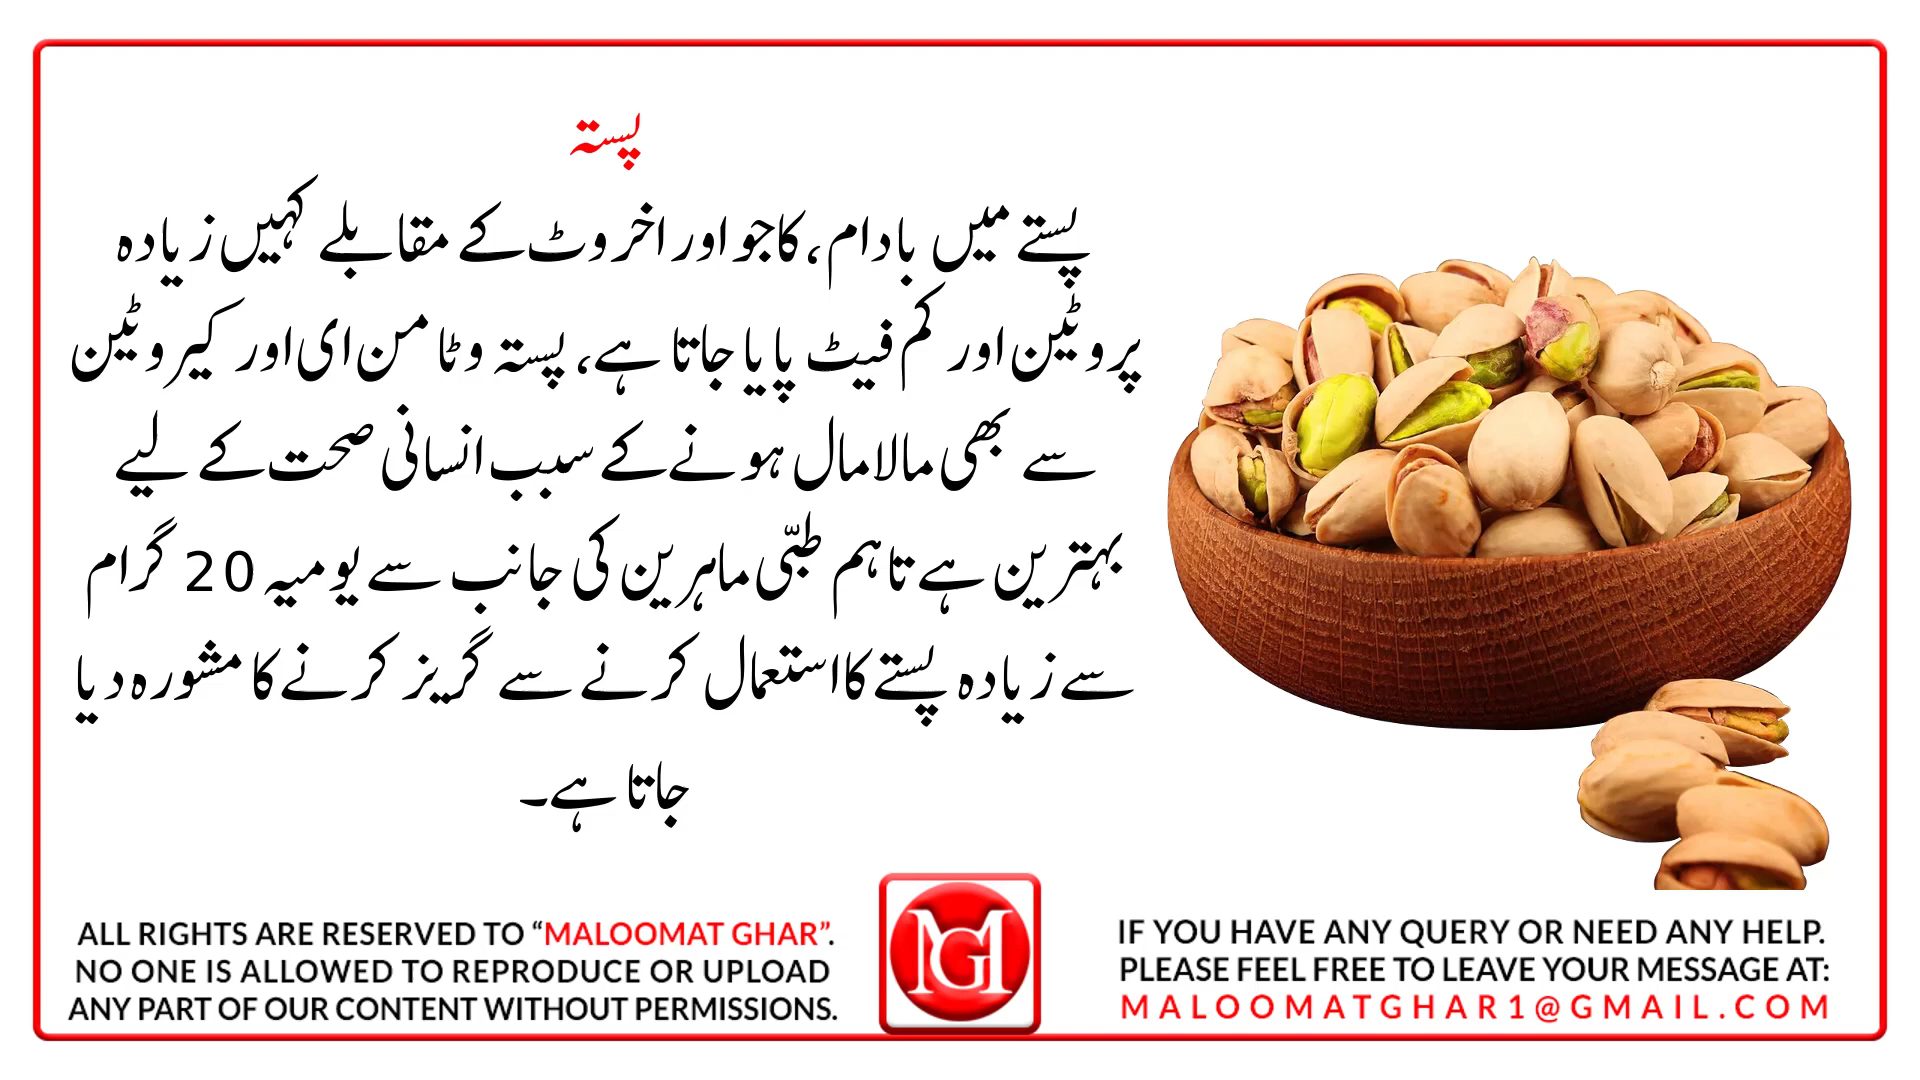 پستہ
پستے میں بادام، کاجو اور اخروٹ کے مقابلے کہیں زیادہ
پروٹین اور کم فیٹ پایا جاتا ہے، پستہ وٹامن ای اور کیروٹین
سے بھی مالا مال ہونے کے سبب انسانی صحت کے لیے
بہترین ہے تاہم طبّی ماہرین کی جانب سے یومیہ 20 گرام
سے زیادہ پستے کا استعمال کرنے سے گریز کرنے کا مشورہ دیا
جاتا ہے۔
ALL RIGHTS ARE RESERVED TO “MALOOMAT GHAR”.
NO ONE IS ALLOWED TO REPRODUCE OR UPLOAD
ANY PART OF OUR CONTENT WITHOUT PERMISSIONS.
MG
IF YOU HAVE ANY QUERY OR NEED ANY HELP.
PLEASE FEEL FREE TO LEAVE YOUR MESSAGE AT:
MALOOMATGHAR1@GMAIL.COM